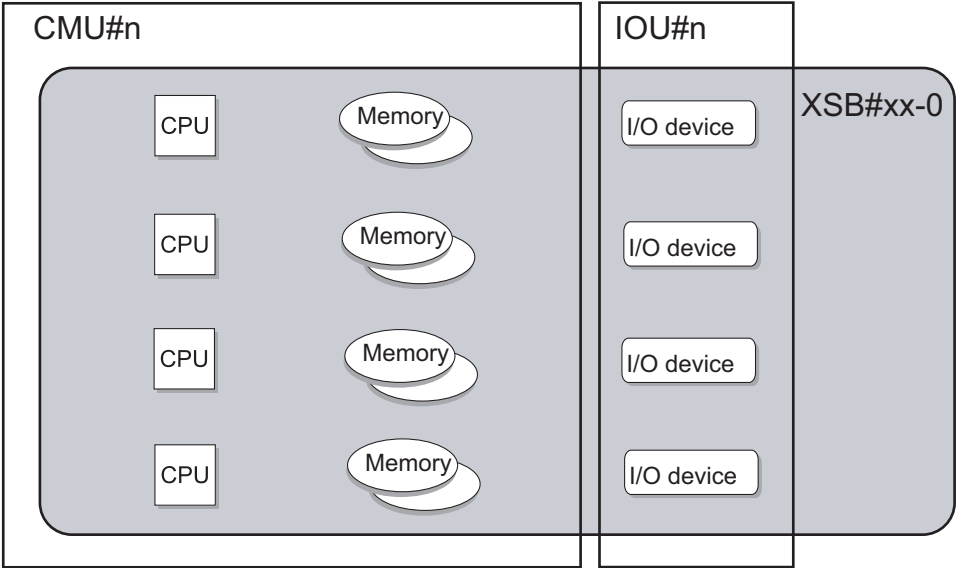 CMU#n
IOU#n
XSB#xx-0
CPU
Memory
I/O device
CPU
Memory
I/O device
CPU
Memory
I/O device
CPU
Memory
I/O device